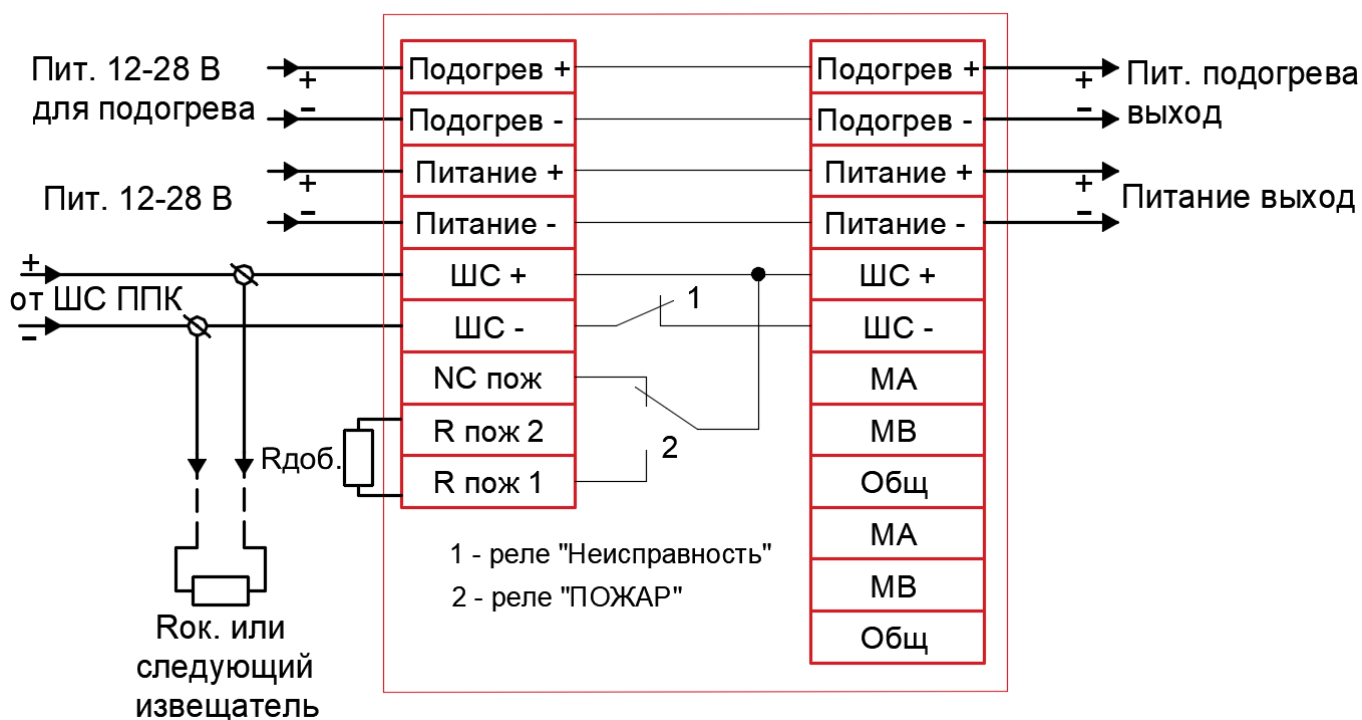 Пит. 12-28 В
для подогрева
+
-
Пит. 12-28 В
+
-
+
от ШС ППК
-
Rдоб.
Rок. или
следующий
извещатель
Подогрев +
Подогрев -
Питание +
Питание -
ШС +
ШС -
NC пож
R пож 2
R пож 1
1
2
1 - реле "Неисправность"
2 - реле "ПОЖАР"
Подогрев +
Подогрев -
Питание +
Питание -
ШС +
ШС -
МА
МВ
Общ
МА
МВ
Общ
+
-
Пит. подогрева
выход
+
-
Питание выход